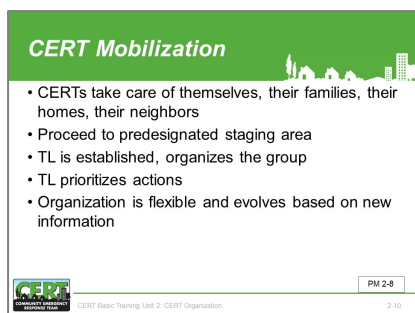 CERT Mobilization
• CERTs take care of themselves, their families, their
homes, their neighbors
• Proceed to predesignated staging area
• TL is established, organizes the group
• TL prioritizes actions
• Organization is flexible and evolves based on new
information
PM 2-8
CERT
COMMUNITY EMERGENCY
RESPONSE TEAM
CERT Basic Training Unit 2: CERT Organization
2-10